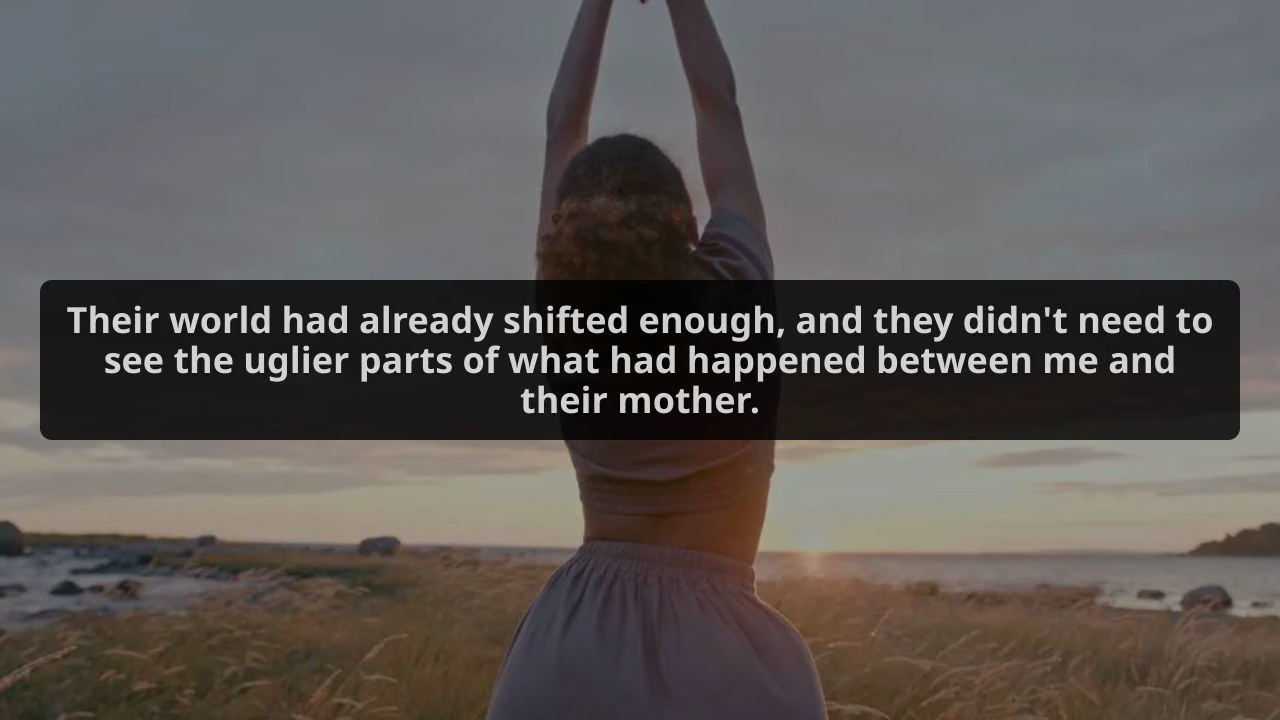 Their world had already shifted enough, and they didn't need to
see the uglier parts of what had happened between me and
their mother.